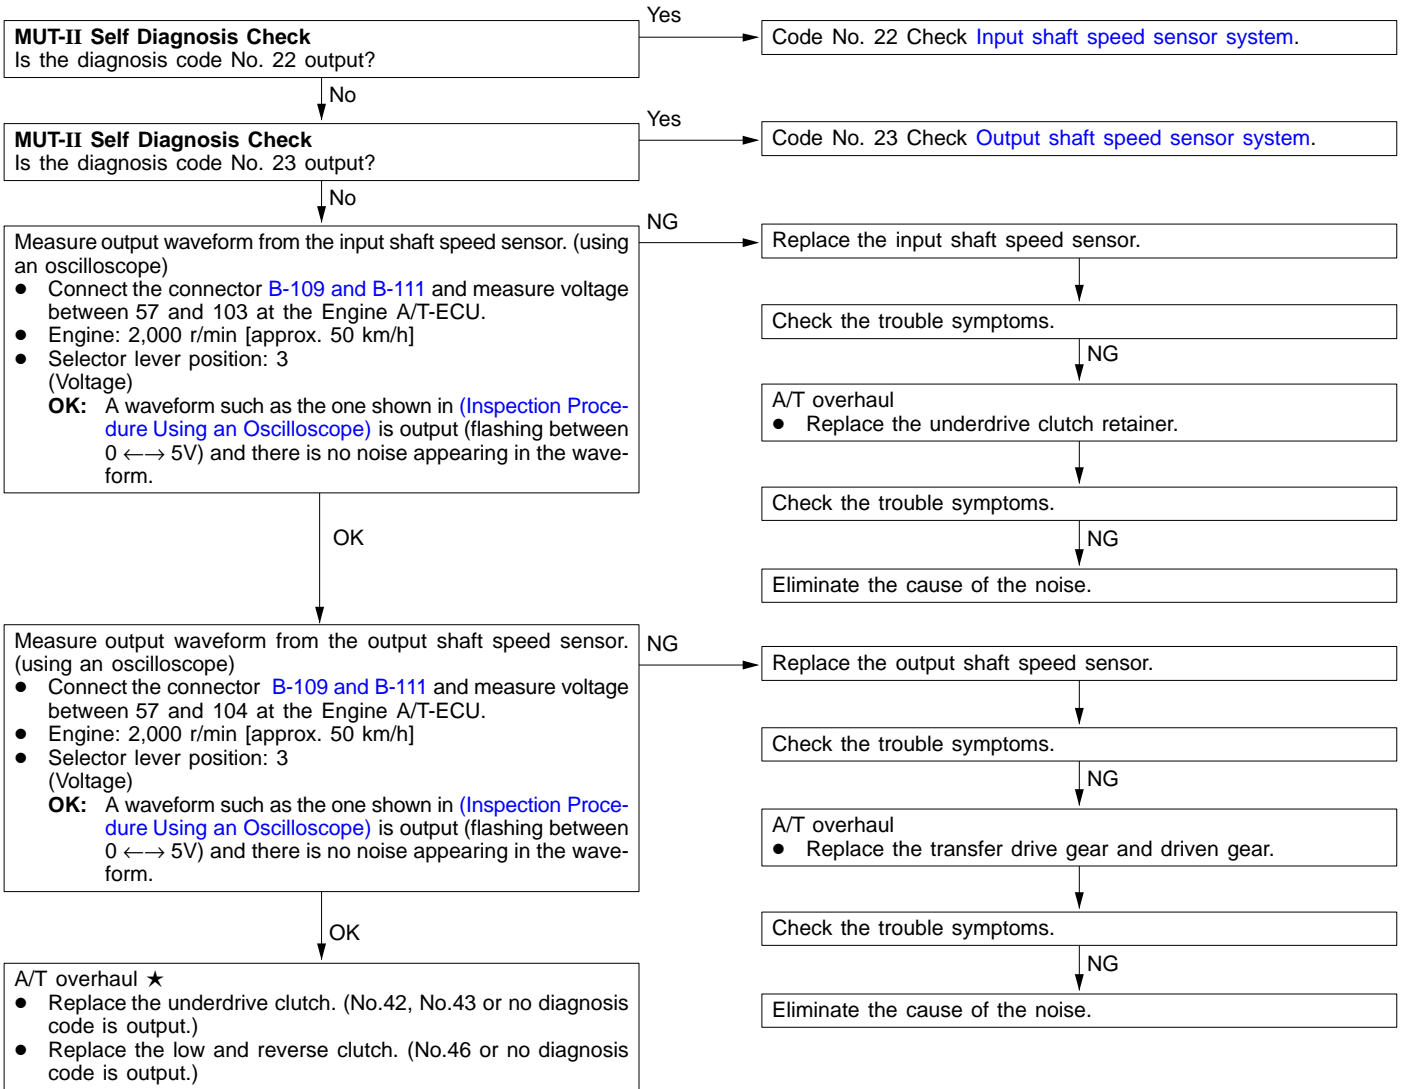 MUT-II Self Diagnosis Check
Is the diagnosis code No. 22 output?
Yes
Code No. 22 Check Input shaft speed sensor system.
No
MUT-II Self Diagnosis Check
Is the diagnosis code No. 23 output?
Yes
Code No. 23 Check Output shaft speed sensor system.
No
Measure output waveform from the input shaft speed sensor. (using
an oscilloscope)
● Connect the connector B-109 and B-111 and measure voltage
between 57 and 103 at the Engine A/T-ECU.
● Engine: 2,000 r/min [approx. 50 km/h]
● Selector lever position: 3
(Voltage)
OK: A waveform such as the one shown in (Inspection Proce-
dure Using an Oscilloscope) is output (flashing between
0 ←→ 5V) and there is no noise appearing in the wave-
form.
NG
Replace the input shaft speed sensor.
Check the trouble symptoms.
NG
A/T overhaul
● Replace the underdrive clutch retainer.
Check the trouble symptoms.
NG
Eliminate the cause of the noise.
OK
Measure output waveform from the output shaft speed sensor.
(using an oscilloscope)
● Connect the connector B-109 and B-111 and measure voltage
between 57 and 104 at the Engine A/T-ECU.
● Engine: 2,000 r/min [approx. 50 km/h]
● Selector lever position: 3
(Voltage)
OK: A waveform such as the one shown in (Inspection Proce-
dure Using an Oscilloscope) is output (flashing between
0 ←→ 5V) and there is no noise appearing in the wave-
form.
NG
Replace the output shaft speed sensor.
Check the trouble symptoms.
NG
A/T overhaul
● Replace the transfer drive gear and driven gear.
Check the trouble symptoms.
NG
Eliminate the cause of the noise.
OK
A/T overhaul ★
● Replace the underdrive clutch. (No.42, No.43 or no diagnosis
code is output.)
● Replace the low and reverse clutch. (No.46 or no diagnosis
code is output.)